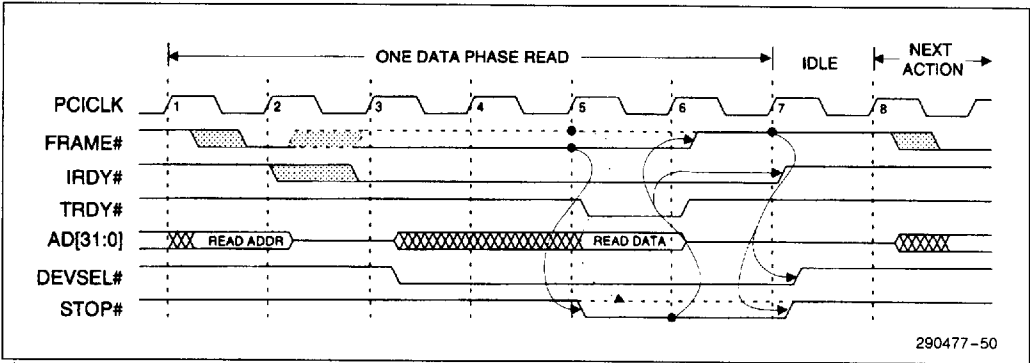 ONE DATA PHASE READ
IDLE
NEXT
ACTION
PCICLK
1 2 3 4 5 6 7 8
FRAME#
IRDY#
TRDY#
AD[31:0] READ ADDR READ DATA
DEVSEL#
STOP#
290477-50